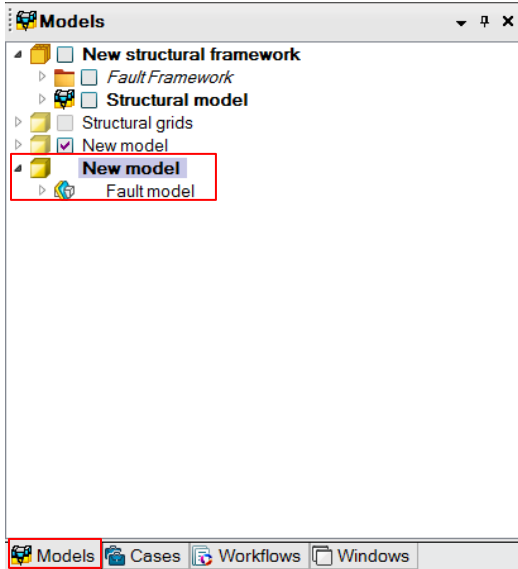 Models
New structural framework
Fault Framework
Structural model
Structural grids
New model
New model
Fault model
Models Cases Workflows Windows